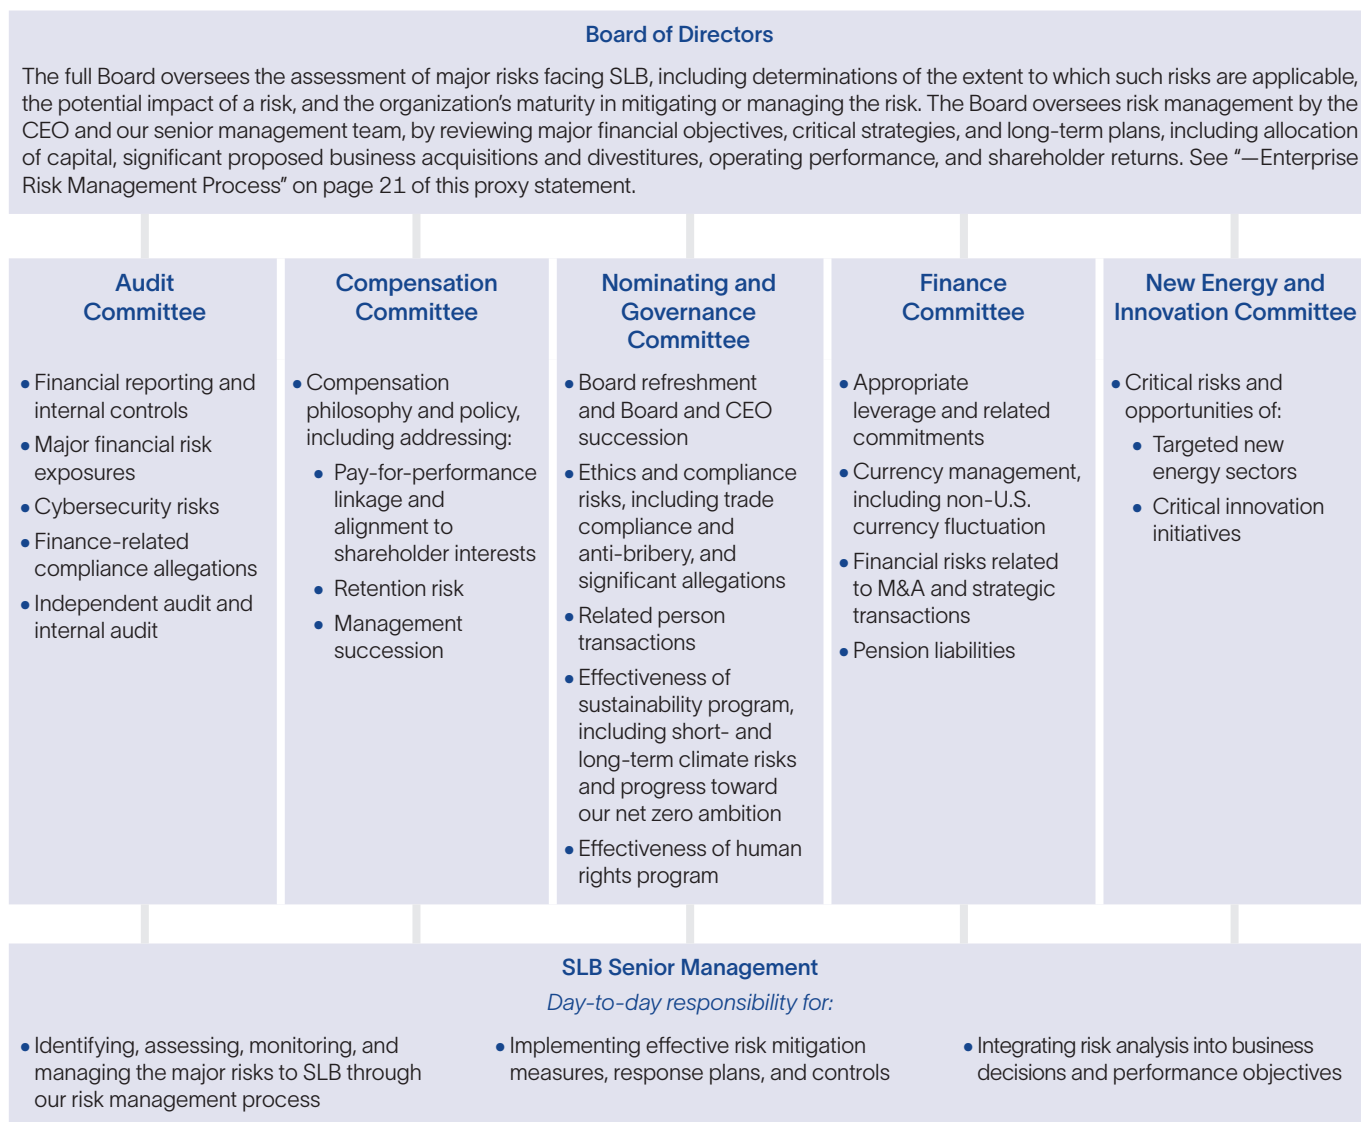 Board of Directors
The full Board oversees the assessment of major risks facing SLB, including determinations of the extent to which such risks are applicable,
the potential impact of a risk, and the organization’s maturity in mitigating or managing the risk. The Board oversees risk management by the
CEO and our senior management team, by reviewing major financial objectives, critical strategies, and long-term plans, including allocation
of capital, significant proposed business acquisitions and divestitures, operating performance, and shareholder returns. See “—Enterprise
Risk Management Process” on page 21 of this proxy statement.
Audit
Committee
• Financial reporting and
internal controls
• Major financial risk
exposures
• Cybersecurity risks
• Finance-related
compliance allegations
• Independent audit and
internal audit
Compensation
Committee
• Compensation
philosophy and policy,
including addressing:
• Pay-for-performance
linkage and
alignment to
shareholder interests
• Retention risk
• Management
succession
Nominating and
Governance
Committee
• Board refreshment
and Board and CEO
succession
• Ethics and compliance
risks, including trade
compliance and
anti-bribery, and
significant allegations
• Related person
transactions
• Effectiveness of
sustainability program,
including short- and
long-term climate risks
and progress toward
our net zero ambition
• Effectiveness of human
rights program
Finance
Committee
• Appropriate
leverage and related
commitments
• Currency management,
including non-U.S.
currency fluctuation
• Financial risks related
to M&A and strategic
transactions
• Pension liabilities
New Energy and
Innovation Committee
• Critical risks and
opportunities of:
• Targeted new
energy sectors
• Critical innovation
initiatives
SLB Senior Management
Day-to-day responsibility for:
• Identifying, assessing, monitoring, and
managing the major risks to SLB through
our risk management process
• Implementing effective risk mitigation
measures, response plans, and controls
• Integrating risk analysis into business
decisions and performance objectives